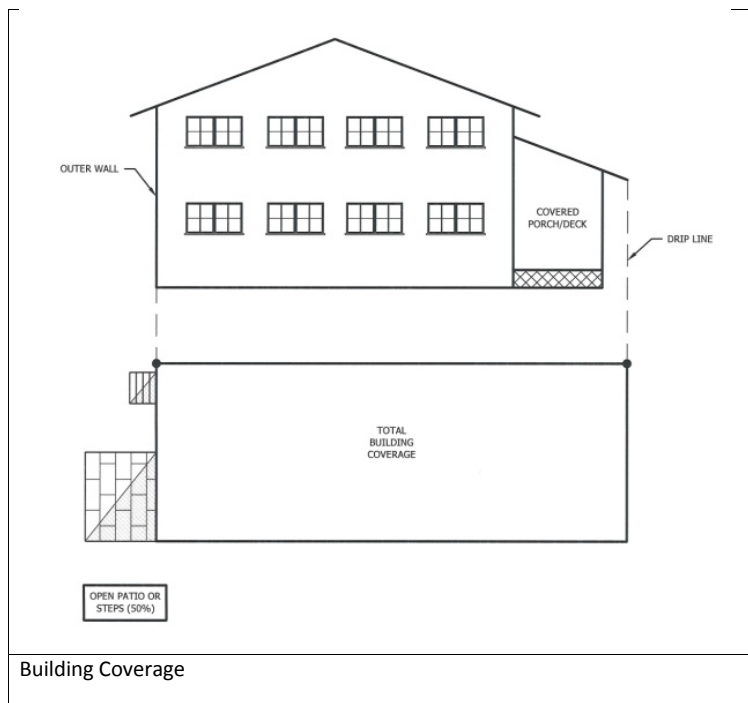 OUTER WALL
COVERED
PORCH/DECK
DRIP LINE
TOTAL
BUILDING
COVERAGE
OPEN PATIO OR
STEPS (50%)
Building Coverage